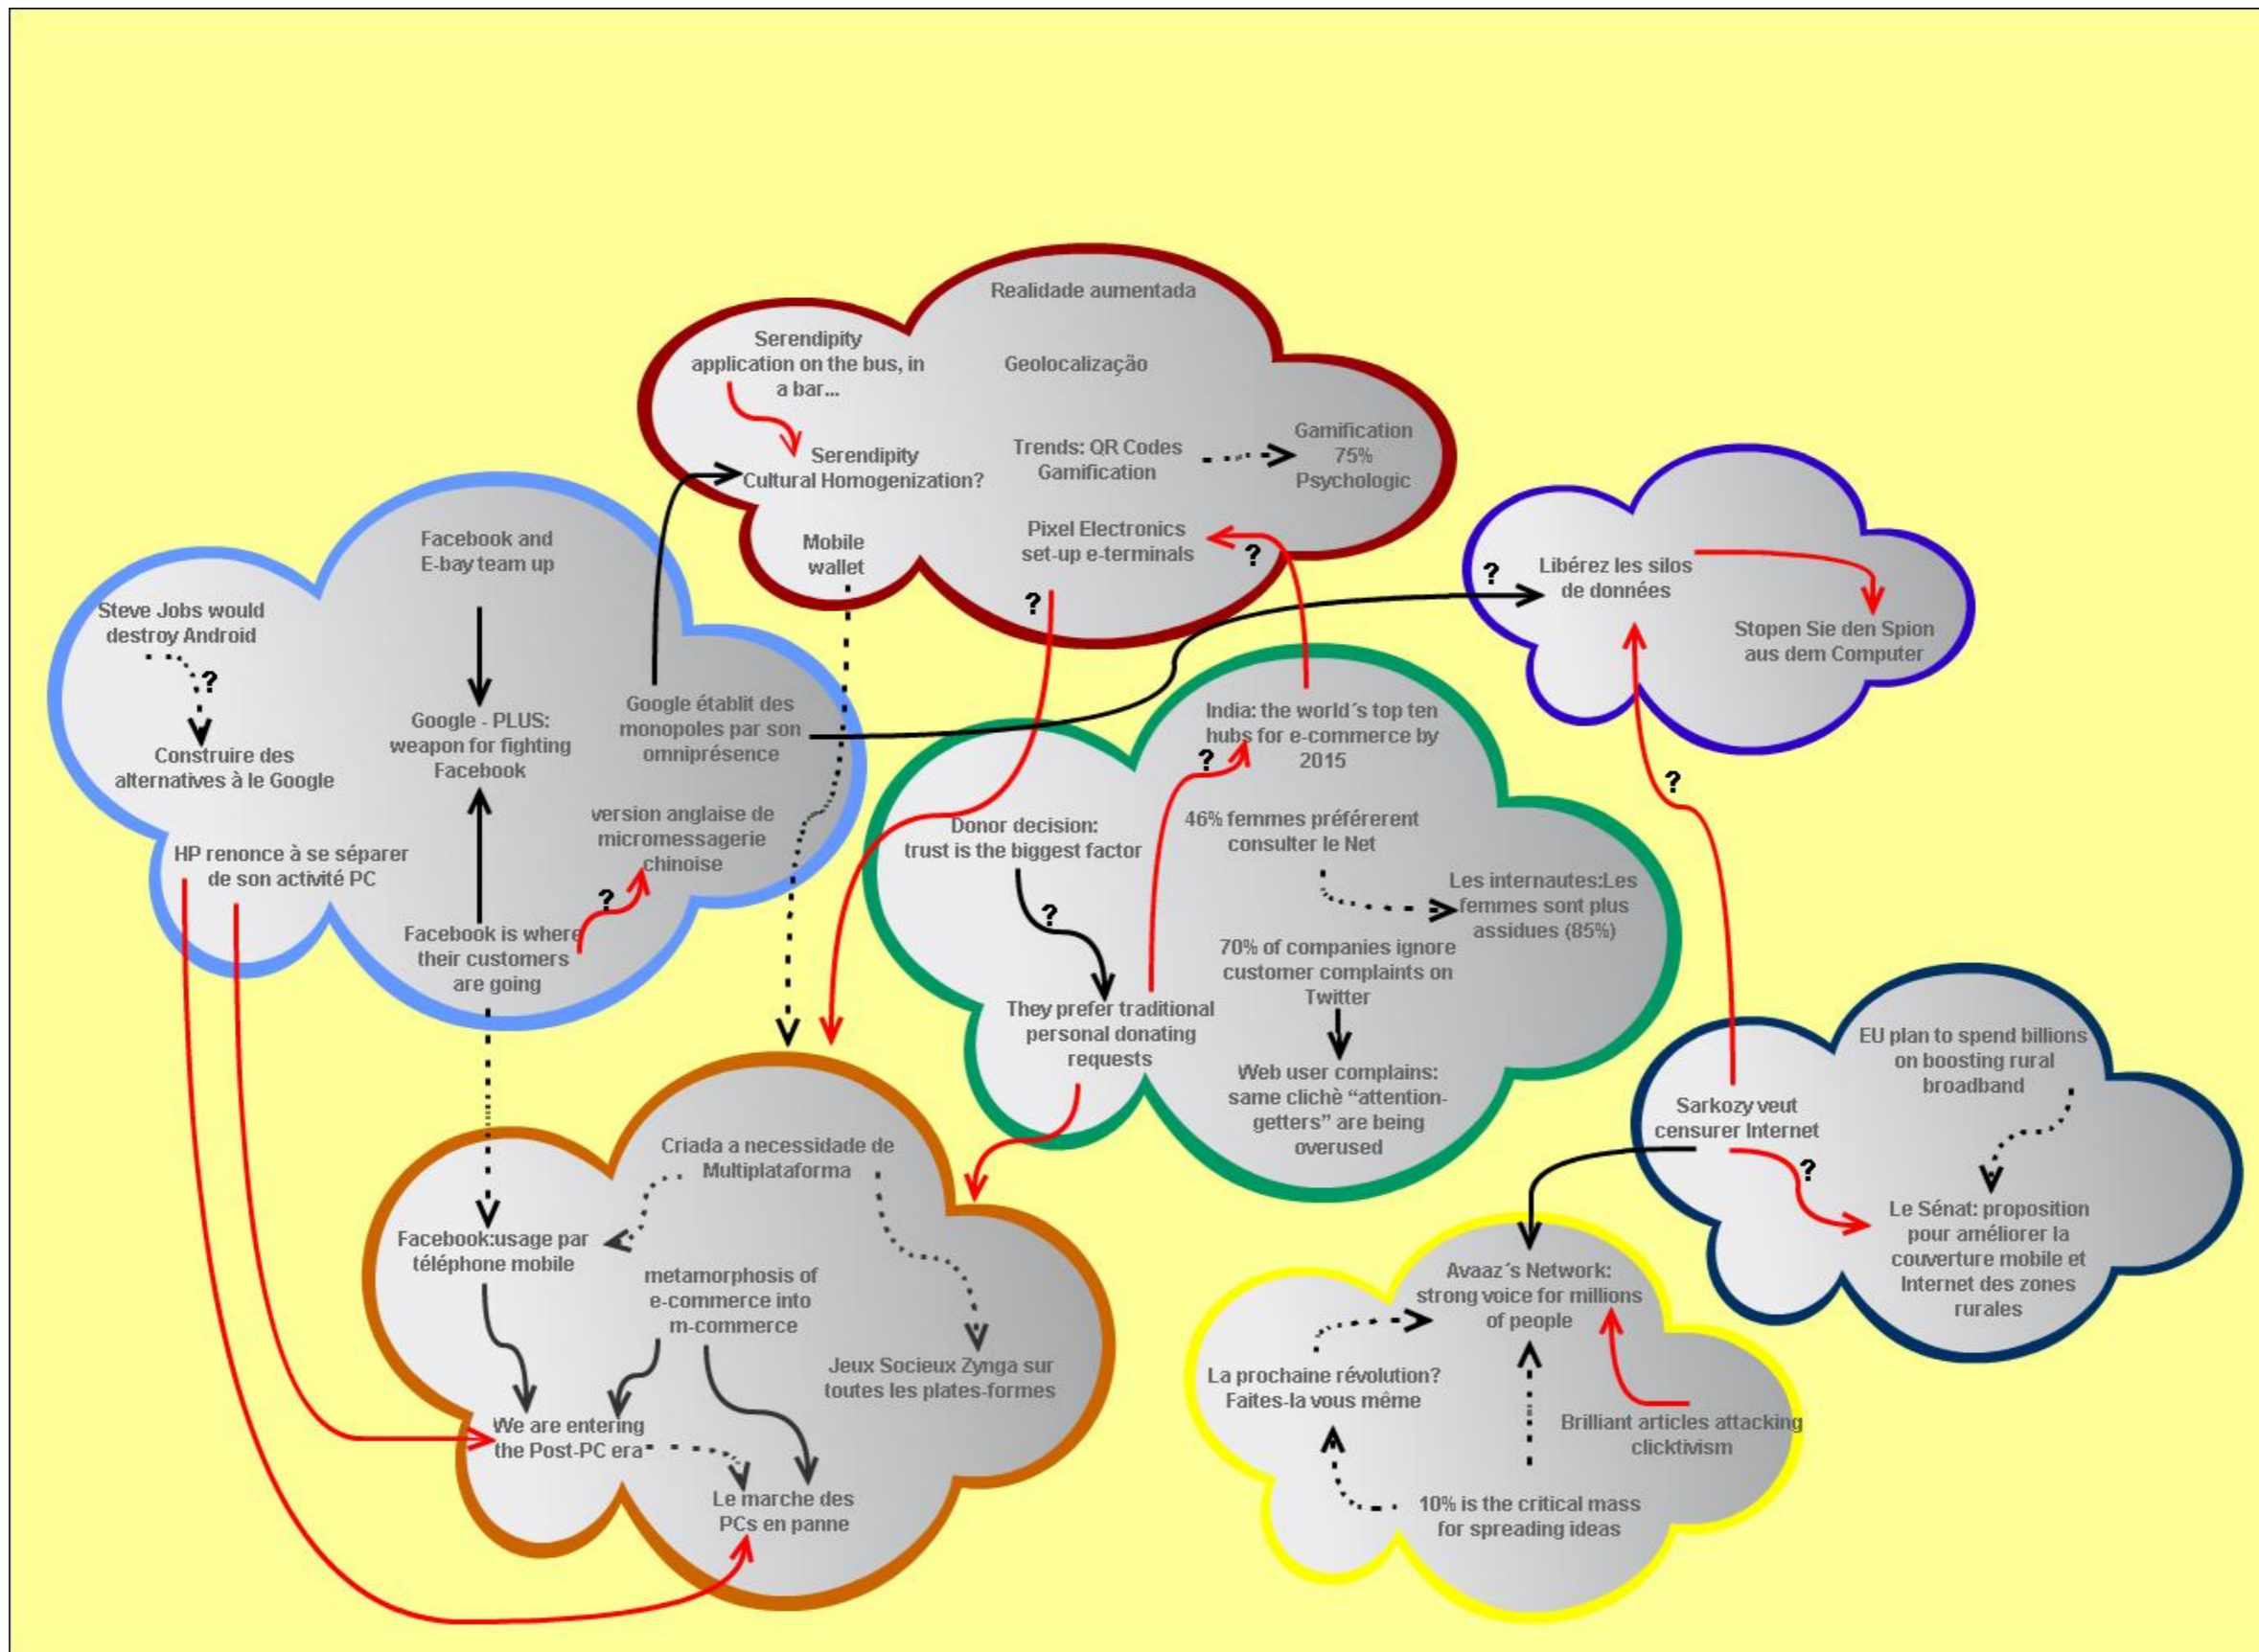 Realidade aumentada
Serendipity
application on the bus, in
a bar...
Geolocalização
Serendipity
Cultural Homogenization?
Trends: QR Codes
Gamification
Gamification
75%
Psychologic
Mobile
wallet
Pixel Electronics
set-up e-terminals
?
?
Facebook and
E-bay team up
Steve Jobs would
destroy Android
?
Construire des
alternatives à le Google
Google - PLUS:
weapon for fighting
Facebook
Google établit des
monopoles par son
omniprésence
version anglaise de
micromessagerie
chinoise
?
HP renonce à se séparer
de son activité PC
Facebook is where
their customers
are going
?
Libérez les silos
de données
Stopen Sie den Spion
aus dem Computer
?
India: the world´s top ten
hubs for e-commerce by
2015
?
Donor decision:
trust is the biggest factor
?
46% femmes préférerent
consulter le Net
Les internautes:Les
femmes sont plus
assidues (85%)
70% of companies ignore
customer complaints on
Twitter
They prefer traditional
personal donating
requests
Web user complains:
same clichè “attention-
getters” are being
overused
EU plan to spend billions
on boosting rural
broadband
Sarkozy veut
censurer Internet
?
Le Sénat: proposition
pour améliorer la
couverture mobile et
Internet des zones
rurales
Criada a necessidade de
Multiplataforma
Facebook:usage par
téléphone mobile
metamorphosis of
e-commerce into
m-commerce
Jeux Socieux Zynga sur
toutes les plates-formes
We are entering
the Post-PC era
Le marche des
PCs en panne
Avaaz´s Network:
strong voice for millions
of people
La prochaine révolution?
Faites-la vous même
Brilliant articles attacking
clicktivism
10% is the critical mass
for spreading ideas